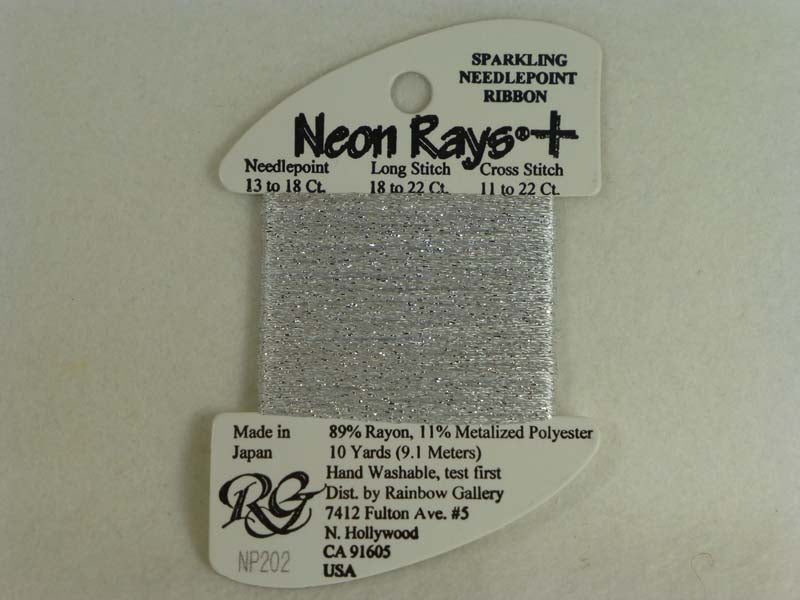 SPARKLING
NEEDLEPOINT
RIBBON
Neon Rays®+
Needlepoint Long Stitch Cross Stitch
13 to 18 Ct. 18 to 22 Ct. 11 to 22 Ct.
Made in
Japan
89% Rayon, 11% Metalized Polyester
10 Yards (9.1 Meters)
Hand Washable, test first
Dist. by Rainbow Gallery
7412 Fulton Ave. #5
N. Hollywood
CA 91605
USA
RG
NP202